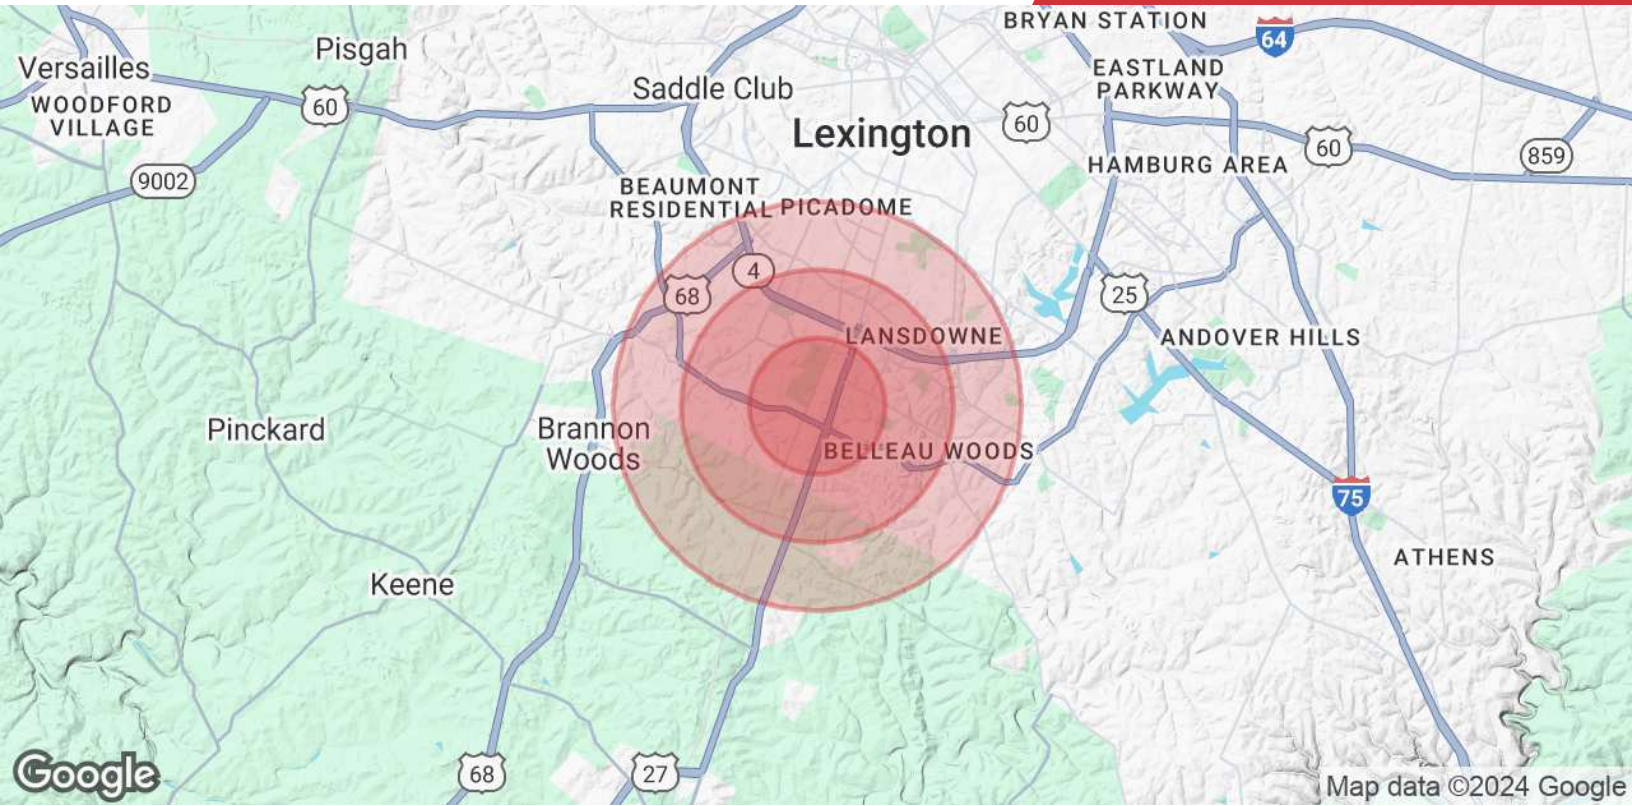 BRYAN STATION
64
Pisgah
Versailles
EASTLAND
PARKWAY
Saddle Club
WOODFORD
VILLAGE
60
Lexington
60
60
859
HAMBURG AREA
9002
BEAUMONT
RESIDENTIAL
PICADOME
4
68
25
LANSDOWNE
ANDOVER HILLS
Pinckard
Brannon
Woods
BELLEAU WOODS
75
ATHENS
Keene
68
27
Google
Map data ©2024 Google